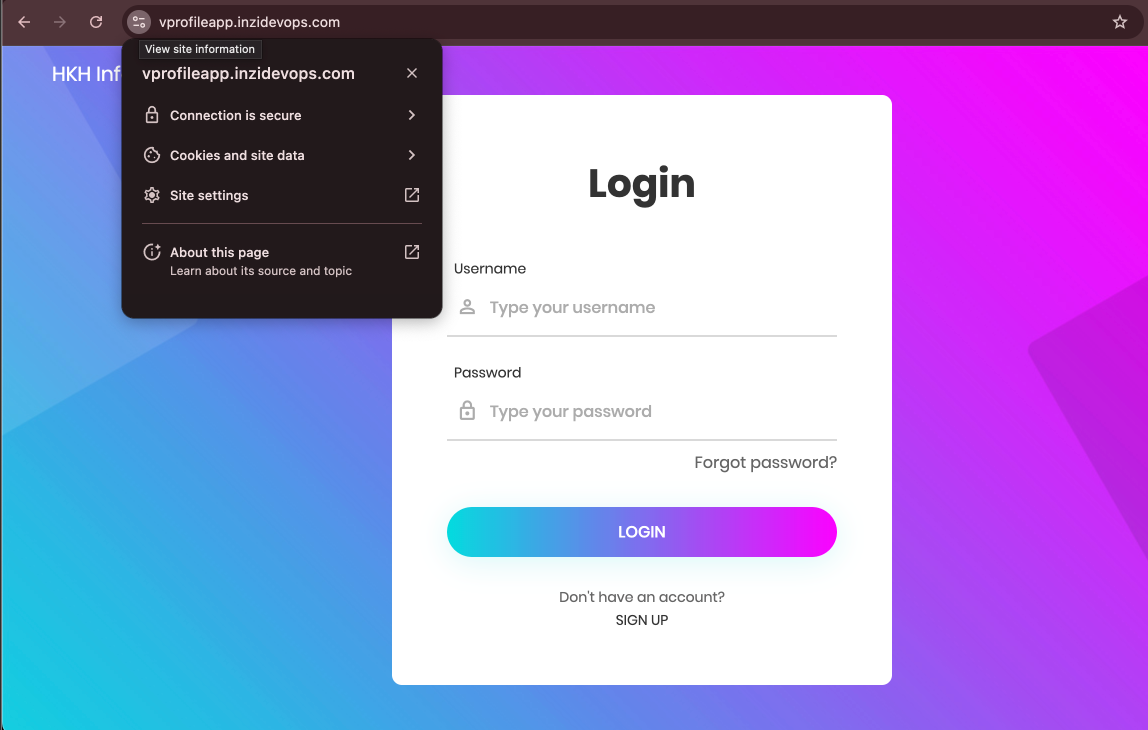 vprofileapp.inzidevops.com
View site information
HKH Inf
vprofileapp.inzidevops.com
Connection is secure
Cookies and site data
Site settings
About this page
Learn about its source and topic
Login
Username
Type your username
Password
Type your password
Forgot password?
LOGIN
Don't have an account?
SIGN UP